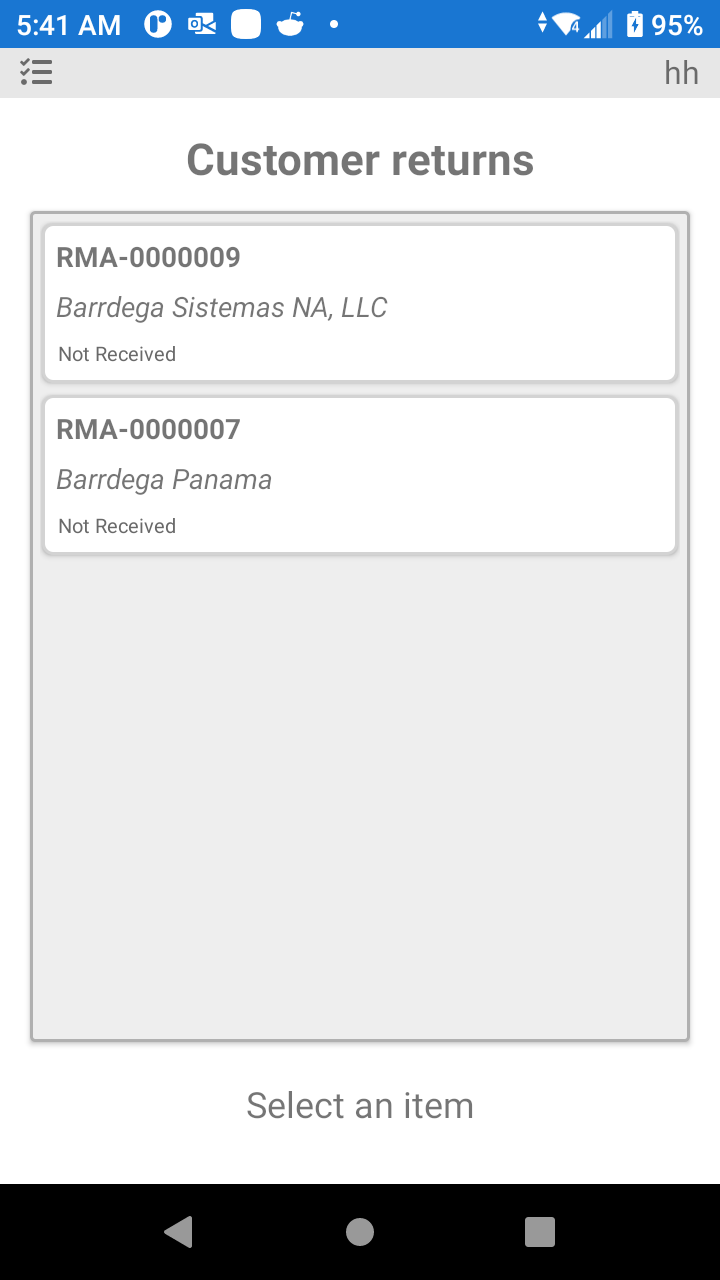 5:41 AM 4 95%
hh
Customer returns
RMA-0000009
Barrdega Sistemas NA, LLC
Not Received
RMA-0000007
Barrdega Panama
Not Received
Select an item